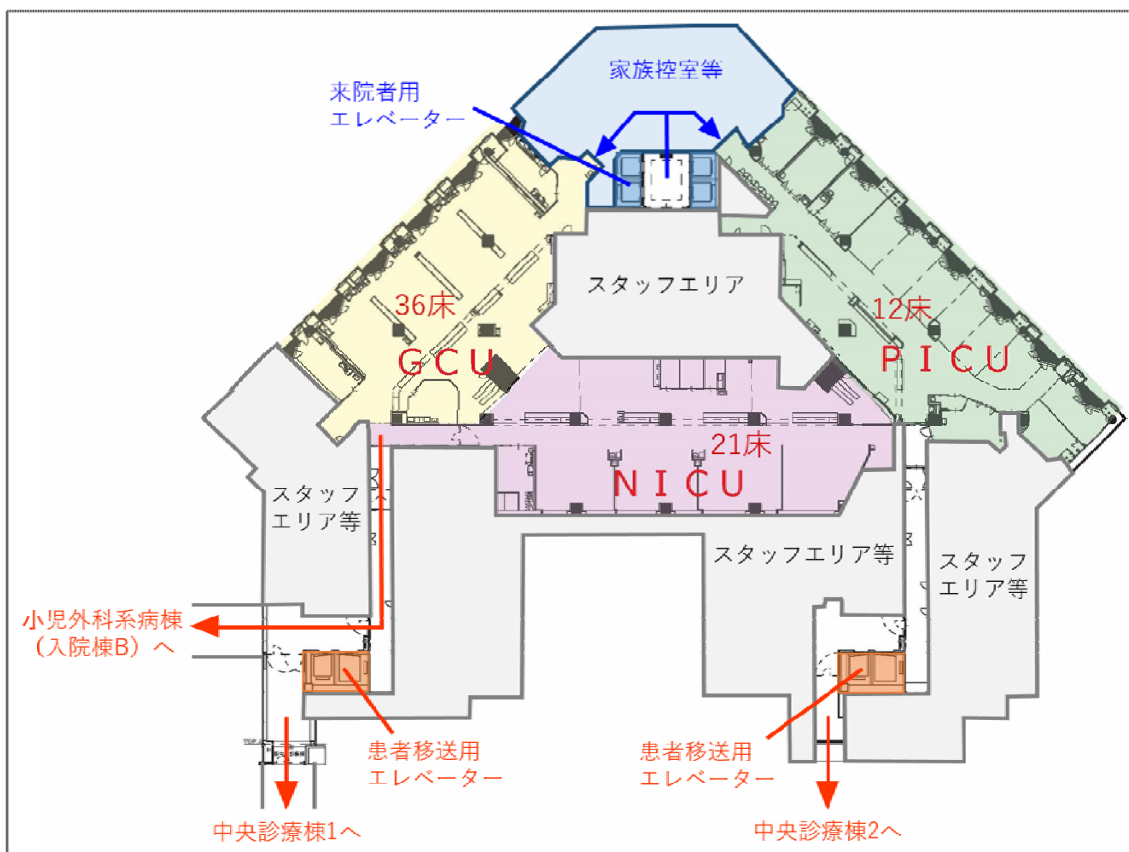 家族控室等
来院者用
エレベーター
スタッフエリア
36床
GCU
12床
PICU
21床
NICU
スタッフ
エリア等
スタッフエリア等
スタッフ
エリア等
小児外科系病棟
（入院棟B）へ
患者移送用
エレベーター
患者移送用
エレベーター
中央診療棟1へ
中央診療棟2へ